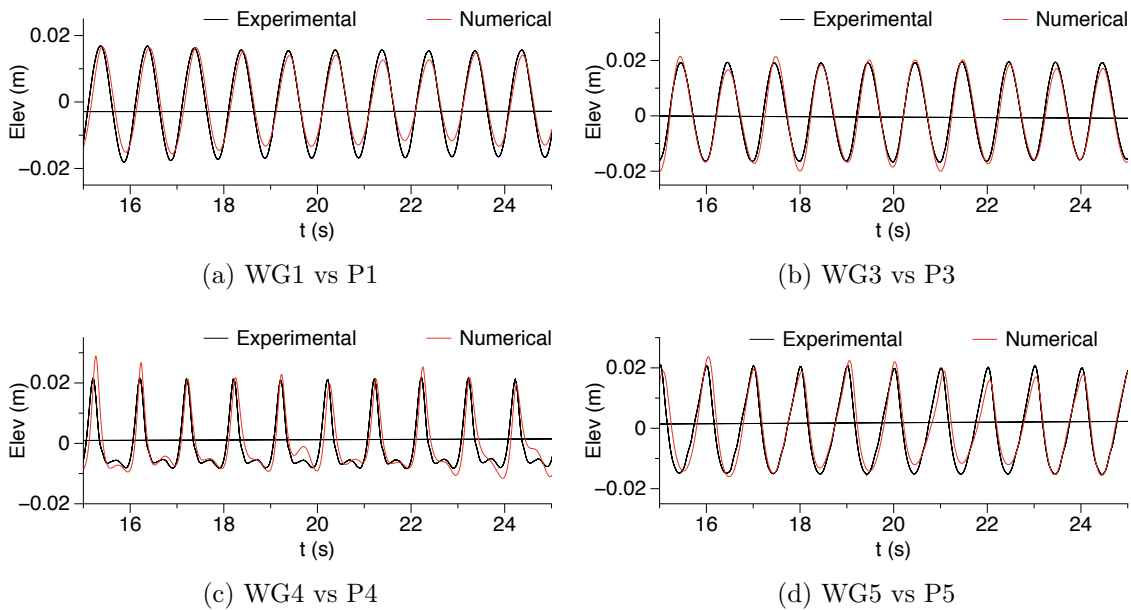 Experimental Numerical
0.02
0
−0.02
Elev (m)
16 18 20 22 24
t (s)
(a) WG1 vs P1
Experimental Numerical
0.02
0
−0.02
Elev (m)
16 18 20 22 24
t (s)
(b) WG3 vs P3
Experimental Numerical
0.02
0
−0.02
Elev (m)
16 18 20 22 24
t (s)
(c) WG4 vs P4
Experimental Numerical
0.02
0
−0.02
Elev (m)
16 18 20 22 24
t (s)
(d) WG5 vs P5